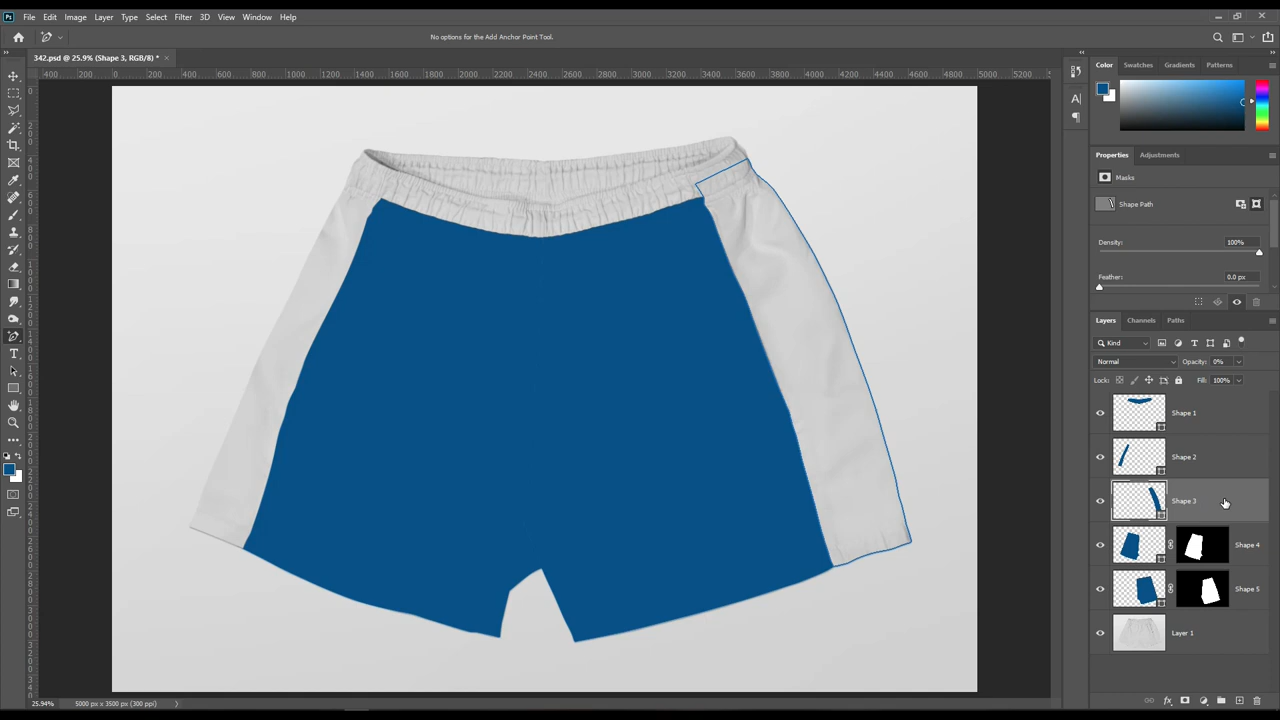 Ps File Edit Image Layer Type Select Filter 3D View Window Help
No options for the Add Anchor Point Tool.
342.psd @ 25.9% (Shape 3, RGB/8) * ×
400 200 0 200 400 600 800 1000 1200 1400 1600 1800 2000 2200 2400 2600 2800 3000 3200 3400 3600 3800 4000 4200 4400 4600 4800 5000 5200
Color Swatches Gradients Patterns
Properties Adjustments
Masks
Shape Path
Density: 100%
Feather: 0.0 px
Layers Channels Paths
Kind
Normal Opacity: 0%
Lock: Fill: 100%
Shape 1
Shape 2
Shape 3
Shape 4
Shape 5
Layer 1
25.94% 5000 px x 3500 px (300 ppi)